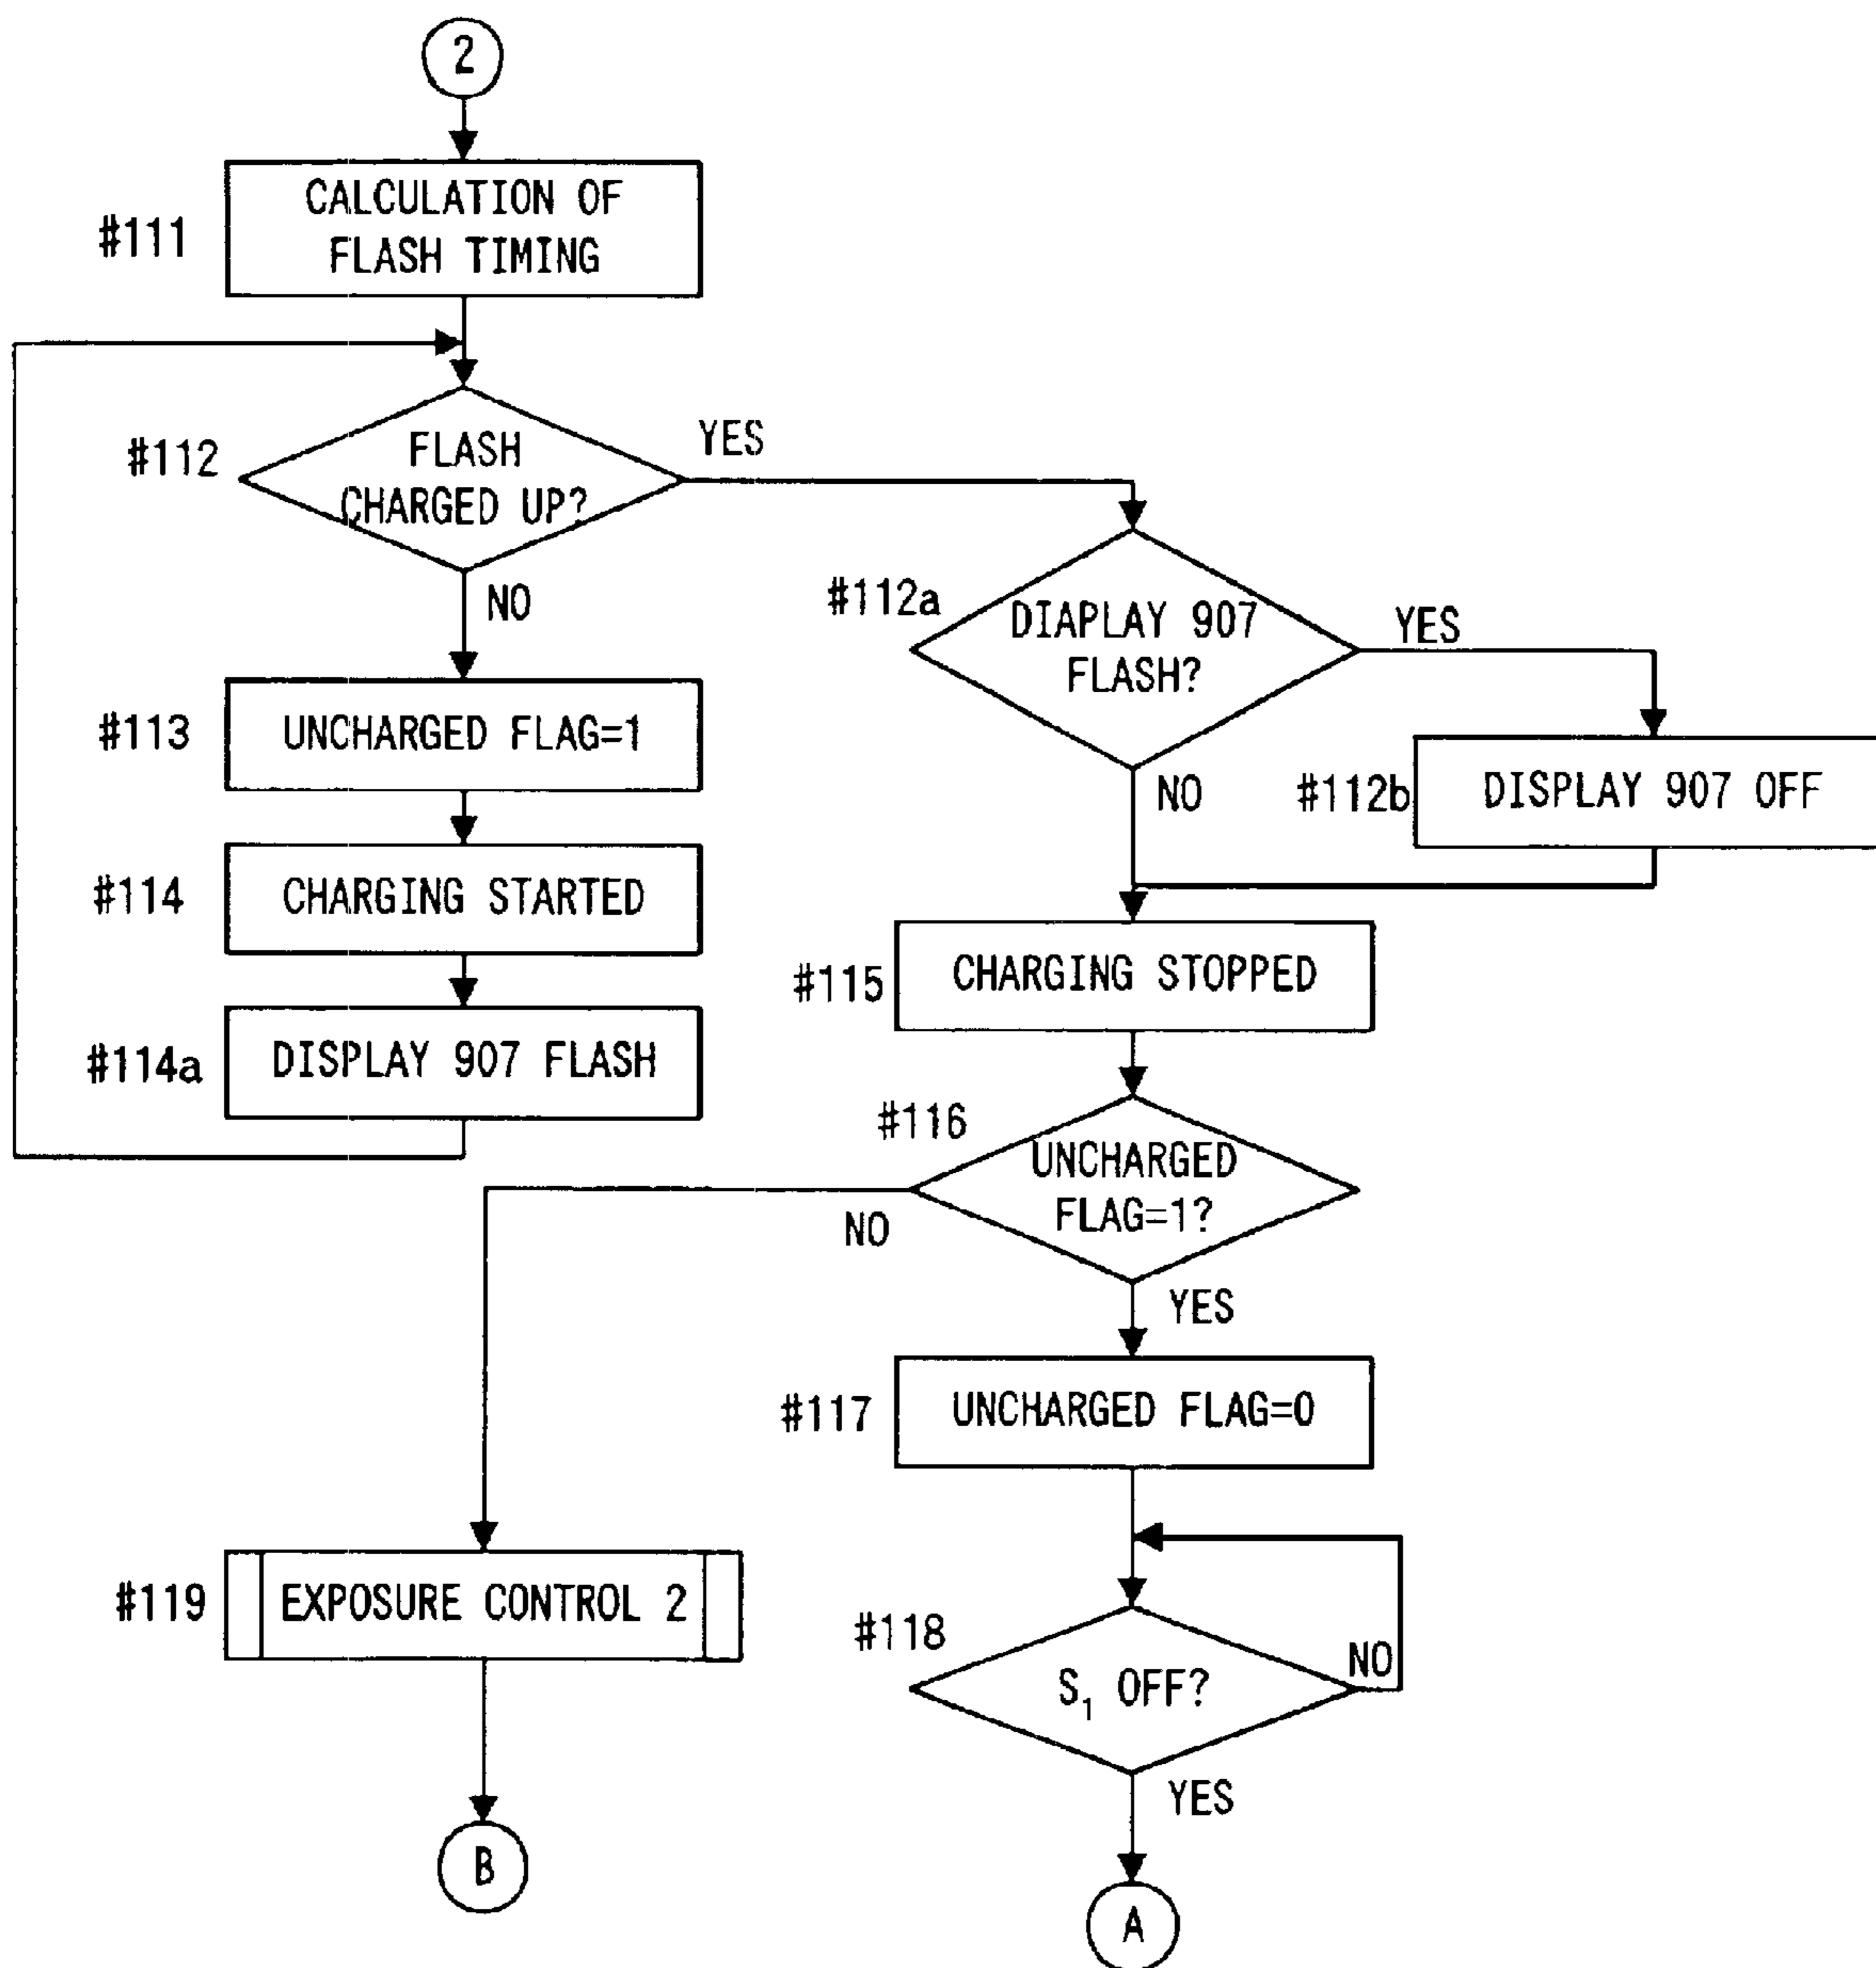 2
#111
CALCULATION OF
FLASH TIMING
#112
FLASH
CHARGED UP?
YES
NO
#112a
DIAPLAY 907
FLASH?
YES
NO
#113
UNCHARGED FLAG=1
#112b
DISPLAY 907 OFF
#114
CHARGING STARTED
#115
CHARGING STOPPED
#114a
DISPLAY 907 FLASH
#116
UNCHARGED
FLAG=1?
NO
YES
#117
UNCHARGED FLAG=0
#119
EXPOSURE CONTROL 2
#118
S₁ OFF?
NO
YES
B
A